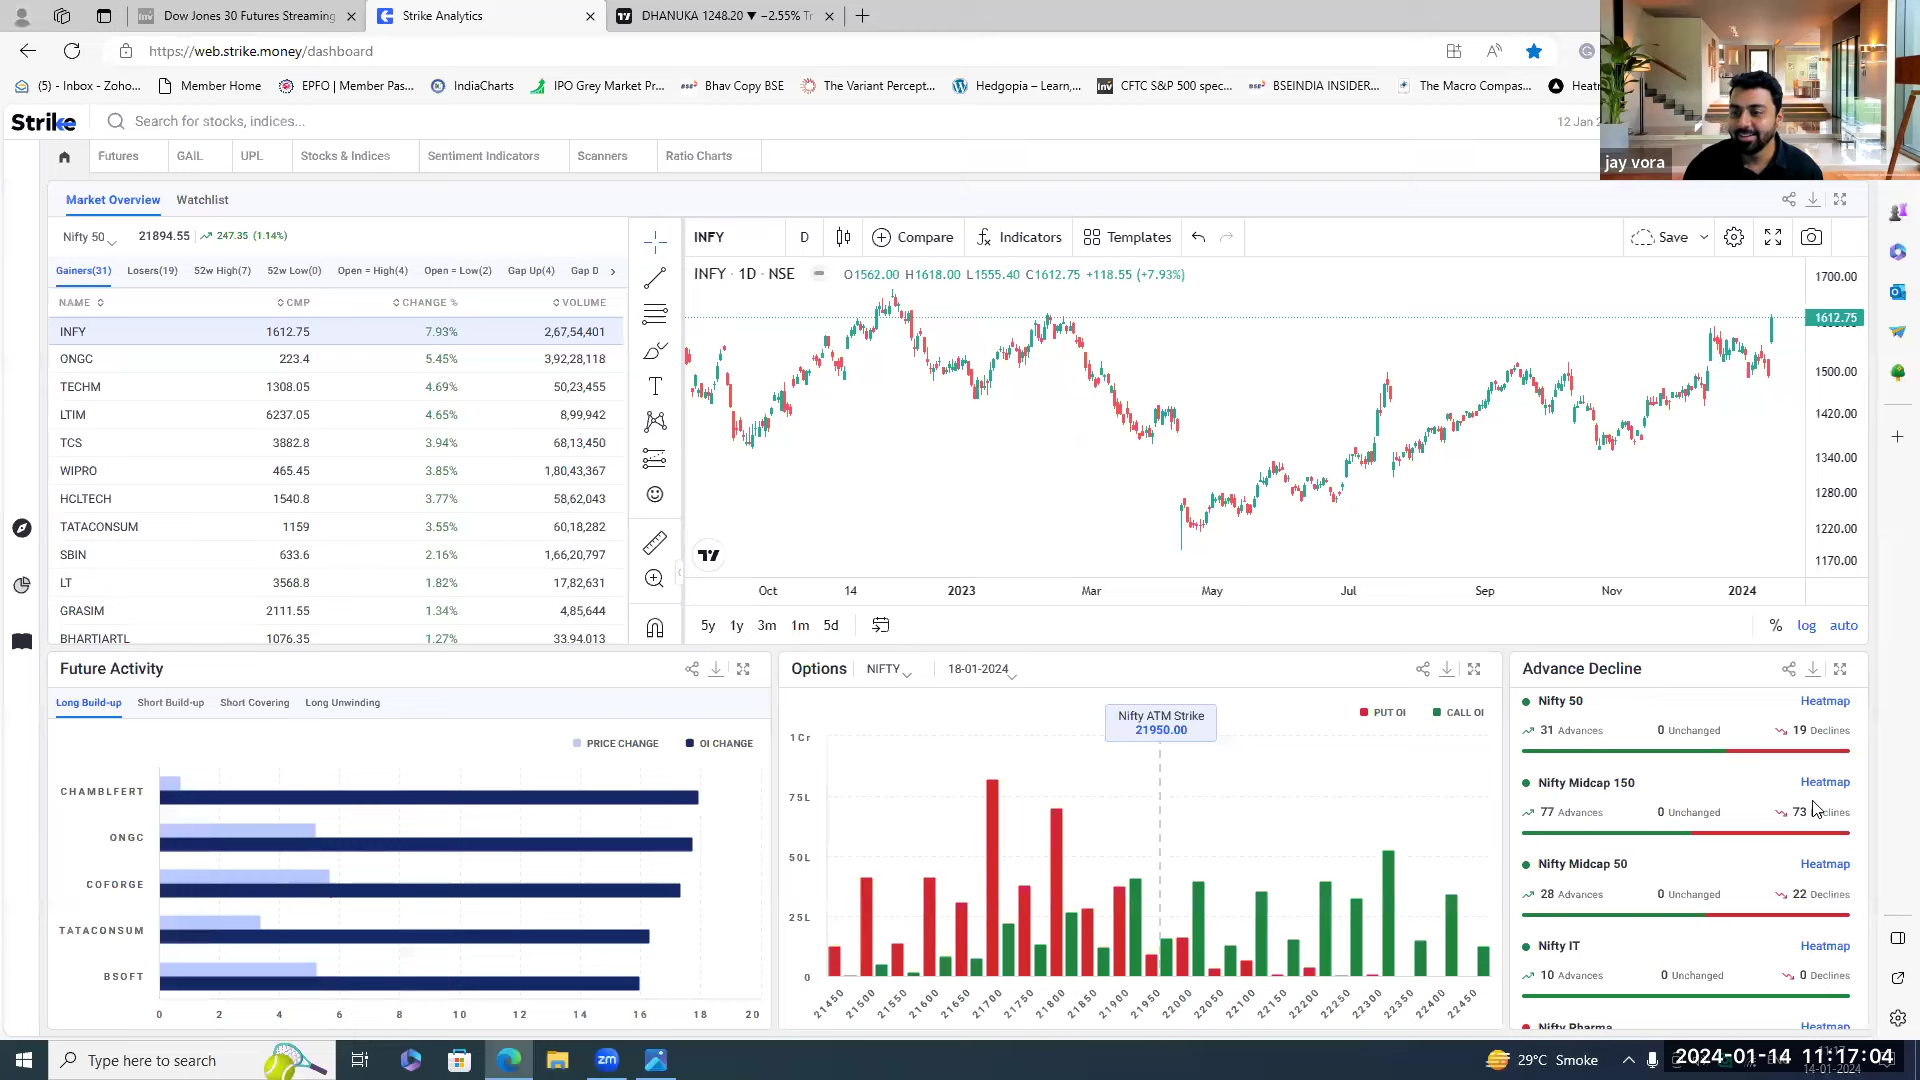 Dow Jones 30 Futures Streaming
Strike Analytics
DHANUKA 1248.20 ▼ −2.55% Tr
https://web.strike.money/dashboard
(5) - Inbox - Zoho...
Member Home
EPFO | Member Pas...
IndiaCharts
IPO Grey Market Pr...
Bhav Copy BSE
The Variant Percept...
Hedgopia – Learn,...
CFTC S&P 500 spec...
BSEINDIA INSIDER...
The Macro Compas...
Strike
Search for stocks, indices...
12 Jan 2
jay vora
Futures
GAIL
UPL
Stocks & Indices
Sentiment Indicators
Scanners
Ratio Charts
Market Overview
Watchlist
Nifty 50
21894.55
247.35 (1.14%)
Gainers(31)
Losers(19)
52w High(7)
52w Low(0)
Open = High(4)
Open = Low(2)
Gap Up(4)
Gap D
NAME CMP CHANGE % VOLUME
INFY 1612.75 7.93% 2,67,54,401
ONGC 223.4 5.45% 3,92,28,118
TECHM 1308.05 4.69% 50,23,455
LTIM 6237.05 4.65% 8,99,942
TCS 3882.8 3.94% 68,13,450
WIPRO 465.45 3.85% 1,80,43,367
HCLTECH 1540.8 3.77% 58,62,043
TATACONSUM 1159 3.55% 60,18,282
SBIN 633.6 2.16% 1,66,20,797
LT 3568.8 1.82% 17,82,631
GRASIM 2111.55 1.34% 4,85,644
BHARTIARTL 1076.35 1.27% 33,94,013
INFY
D
Compare
Indicators
Templates
Save
INFY · 1D · NSE
O1562.00 H1618.00 L1555.40 C1612.75 +118.55 (+7.93%)
1700.00
1612.75
1500.00
1420.00
1340.00
1280.00
1220.00
1170.00
Oct 14 2023 Mar May Jul Sep Nov 2024
5y 1y 3m 1m 5d
% log auto
Future Activity
Long Build-up
Short Build-up
Short Covering
Long Unwinding
PRICE CHANGE
OI CHANGE
CHAMBLFERT
ONGC
COFORGE
TATACONSUM
BSOFT
0 2 4 6 8 10 12 14 16 18 20
Options
NIFTY
18-01-2024
Nifty ATM Strike
21950.00
PUT OI
CALL OI
1Cr
75L
50L
25L
0
21450 21500 21550 21600 21650 21700 21750 21800 21850 21900 21950 22000 22050 22100 22150 22200 22250 22300 22350 22400 22450
Advance Decline
Nifty 50 Heatmap
31 Advances 0 Unchanged 19 Declines
Nifty Midcap 150 Heatmap
77 Advances 0 Unchanged 73 clines
Nifty Midcap 50 Heatmap
28 Advances 0 Unchanged 22 Declines
Nifty IT Heatmap
10 Advances 0 Unchanged 0 Declines
Nifty Pharma Heatmap
Type here to search
zm
29°C Smoke
2024-01-14 11:17:04
14-01-2024